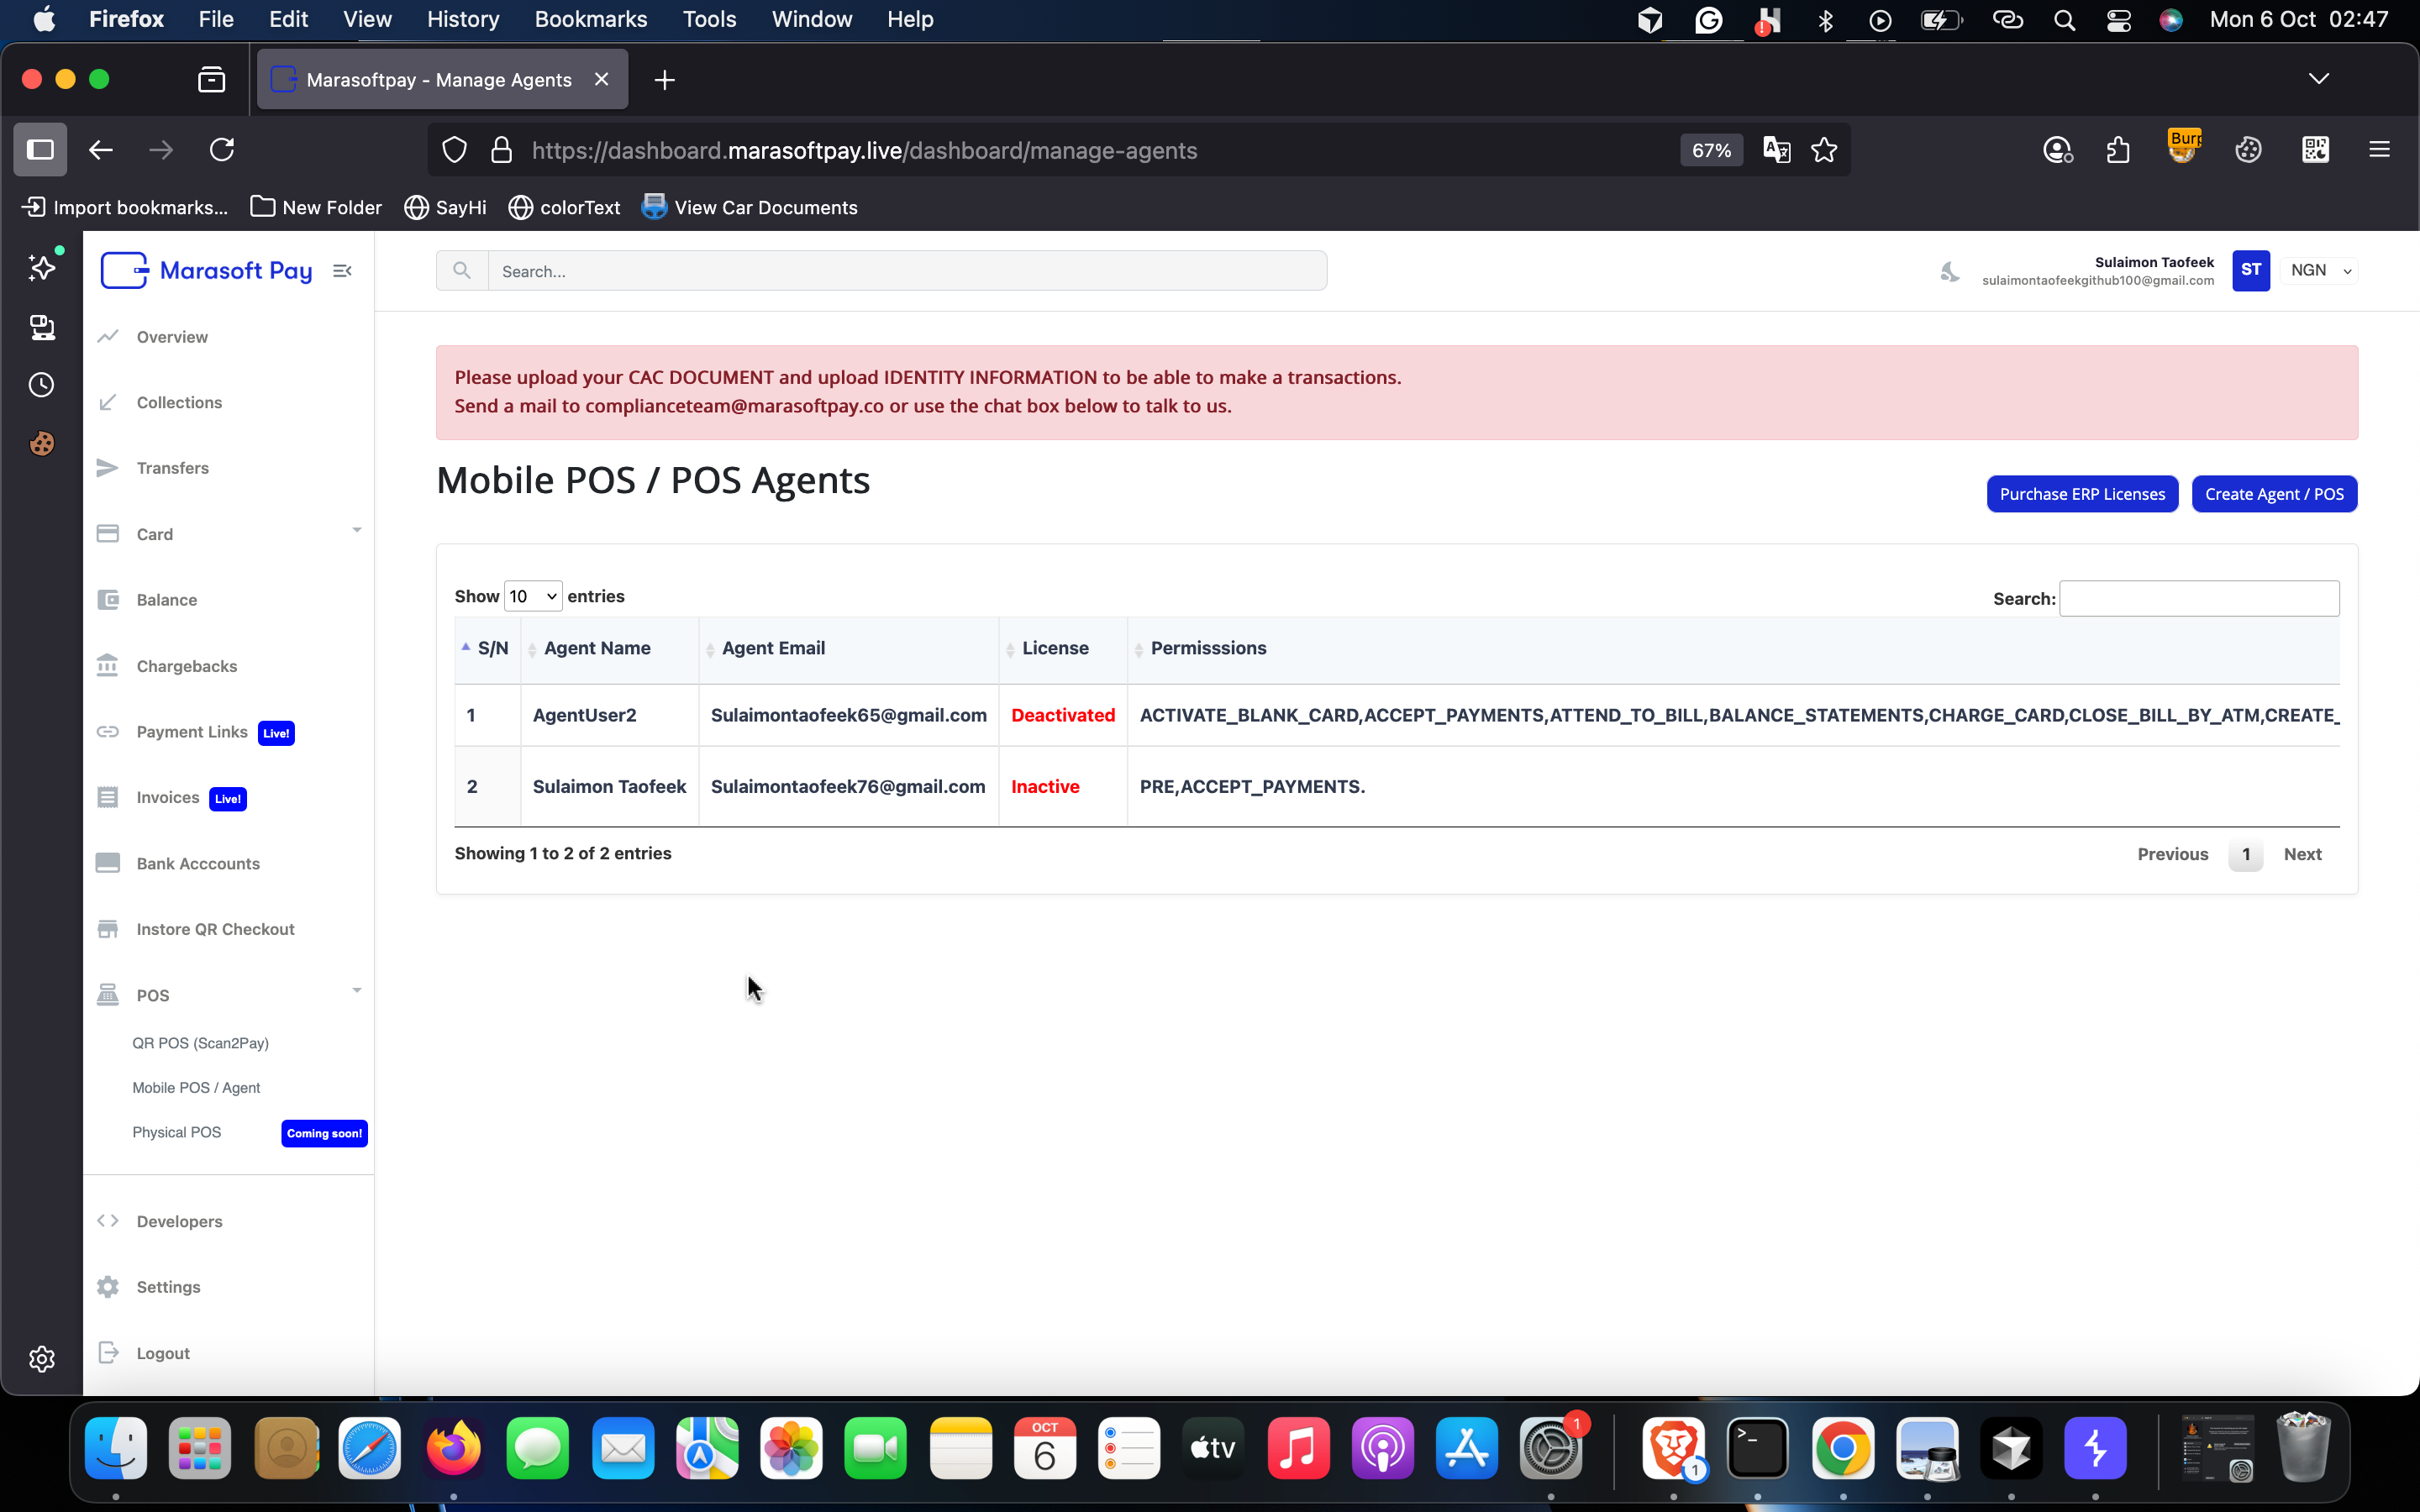 Firefox File Edit View History Bookmarks Tools Window Help Mon 6 Oct 02:47
Marasoftpay - Manage Agents
https://dashboard.marasoftpay.live/dashboard/manage-agents 67%
Import bookmarks... New Folder SayHi colorText View Car Documents
Marasoft Pay
Search...
Sulaimon Taofeek
sulaimontaofeekgithub100@gmail.com
ST
NGN
Overview
Collections
Transfers
Card
Balance
Chargebacks
Payment Links Live!
Invoices Live!
Bank Acccounts
Instore QR Checkout
POS
QR POS (Scan2Pay)
Mobile POS / Agent
Physical POS Coming soon!
Developers
Settings
Logout
Please upload your CAC DOCUMENT and upload IDENTITY INFORMATION to be able to make a transactions.
Send a mail to complianceteam@marasoftpay.co or use the chat box below to talk to us.
Mobile POS / POS Agents
Purchase ERP Licenses Create Agent / POS
Show 10 entries Search:
S/N Agent Name Agent Email License Permisssions
1 AgentUser2 Sulaimontaofeek65@gmail.com Deactivated ACTIVATE_BLANK_CARD,ACCEPT_PAYMENTS,ATTEND_TO_BILL,BALANCE_STATEMENTS,CHARGE_CARD,CLOSE_BILL_BY_ATM,CREATE_
2 Sulaimon Taofeek Sulaimontaofeek76@gmail.com Inactive PRE,ACCEPT_PAYMENTS.
Showing 1 to 2 of 2 entries
Previous 1 Next
OCT
6
tv
1
1